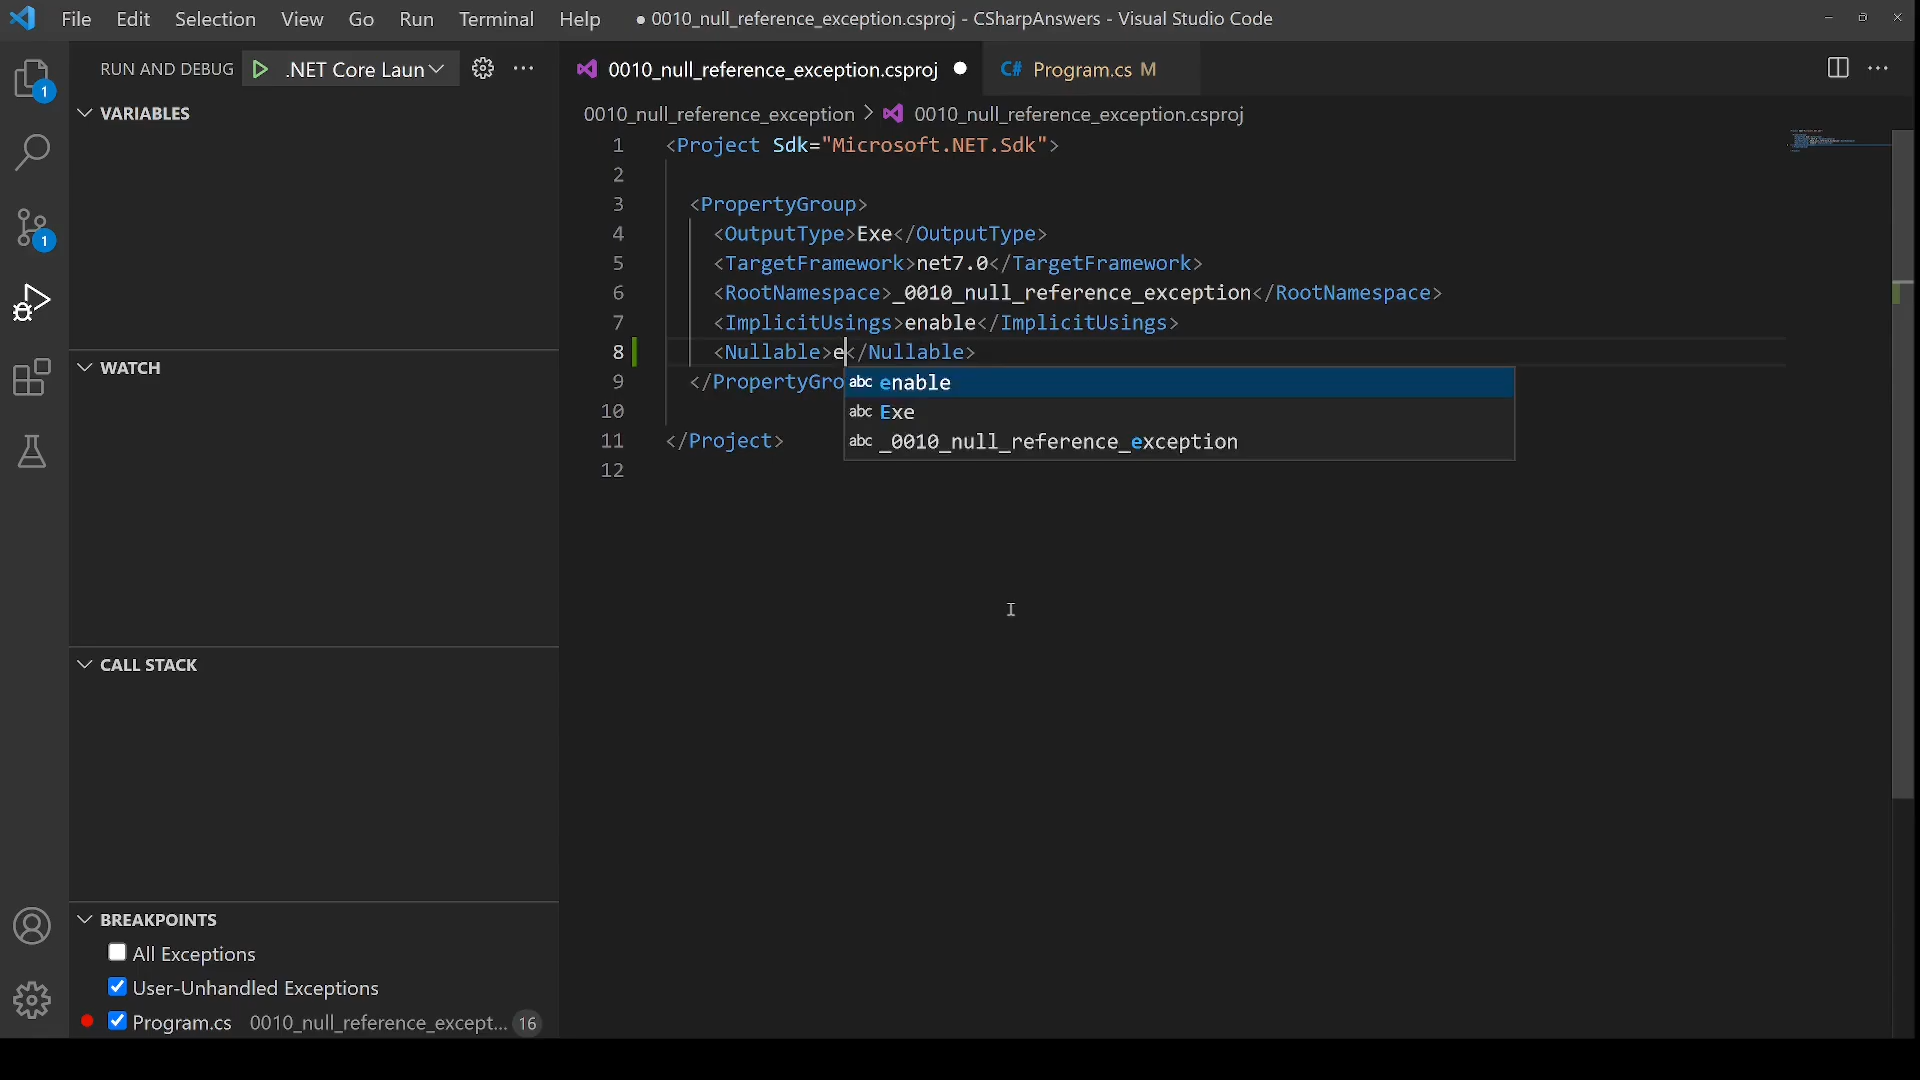 File Edit Selection View Go Run Terminal Help ● 0010_null_reference_exception.csproj - CSharpAnswers - Visual Studio Code
RUN AND DEBUG .NET Core Laun
VARIABLES
WATCH
CALL STACK
BREAKPOINTS
All Exceptions
User-Unhandled Exceptions
Program.cs 0010_null_reference_except... 16
1
1
0010_null_reference_exception.csproj ● C# Program.cs M
0010_null_reference_exception > 0010_null_reference_exception.csproj
1 <Project Sdk="Microsoft.NET.Sdk">
2
3 <PropertyGroup>
4 <OutputType>Exe</OutputType>
5 <TargetFramework>net7.0</TargetFramework>
6 <RootNamespace>_0010_null_reference_exception</RootNamespace>
7 <ImplicitUsings>enable</ImplicitUsings>
8 <Nullable>e</Nullable>
9 </PropertyGro
abc enable
10
abc Exe
11 </Project>
abc _0010_null_reference_exception
12